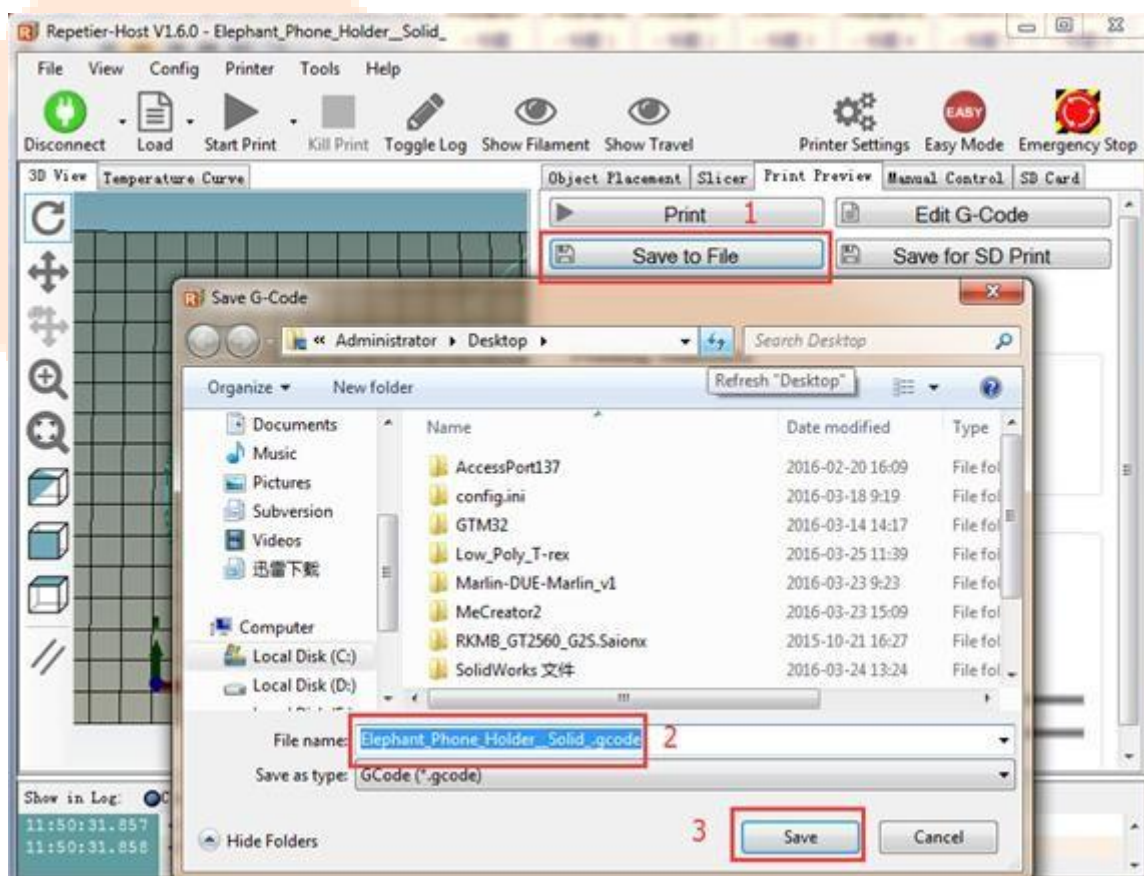 Repetier-Host V1.6.0 - Elephant_Phone_Holder__Solid_
File View Config Printer Tools Help
Disconnect Load Start Print Kill Print Toggle Log Show Filament Show Travel Printer Settings Easy Mode Emergency Stop
EASY
3D View Temperature Curve Object Placement Slicer Print Preview Manual Control SD Card
Print 1 Edit G-Code
Save to File Save for SD Print
Save G-Code
« Administrator Desktop Search Desktop
Organize New folder Refresh "Desktop"
Documents Name Date modified Type
Music
Pictures
Subversion
Videos
迅雷下载
Computer
Local Disk (C:)
Local Disk (D:)
AccessPort137 2016-02-20 16:09 File fol
config.ini 2016-03-18 9:19 File fol
GTM32 2016-03-14 14:17 File fol
Low_Poly_T-rex 2016-03-25 11:39 File fol
Marlin-DUE-Marlin_v1 2016-03-23 9:23 File fol
MeCreator2 2016-03-23 15:09 File fol
RKMB_GT2560_G2S.Saionx 2015-10-21 16:27 File fol
SolidWorks 文件 2016-03-24 13:24 File fol
File name: Elephant_Phone_Holder__Solid_.gcode 2
Save as type: GCode (*.gcode)
Show in Log:
11:50:31.857
11:50:31.858
Hide Folders 3 Save Cancel